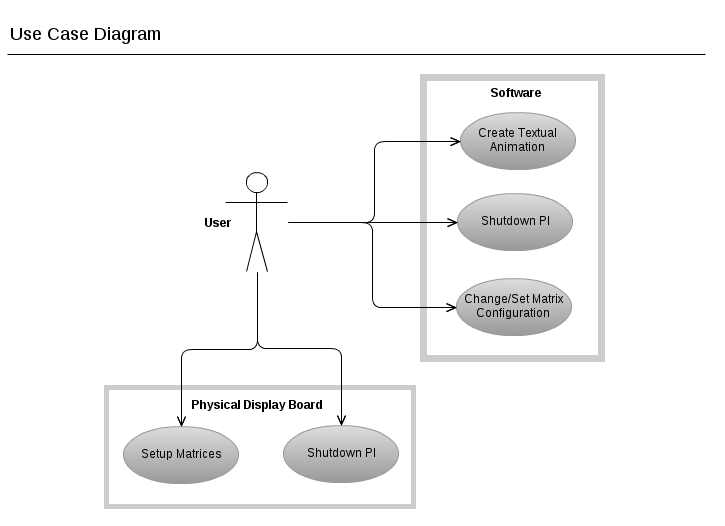 Use Case Diagram
Software
Create Textual
Animation
User
Shutdown PI
Change/Set Matrix
Configuration
Physical Display Board
Setup Matrices
Shutdown PI